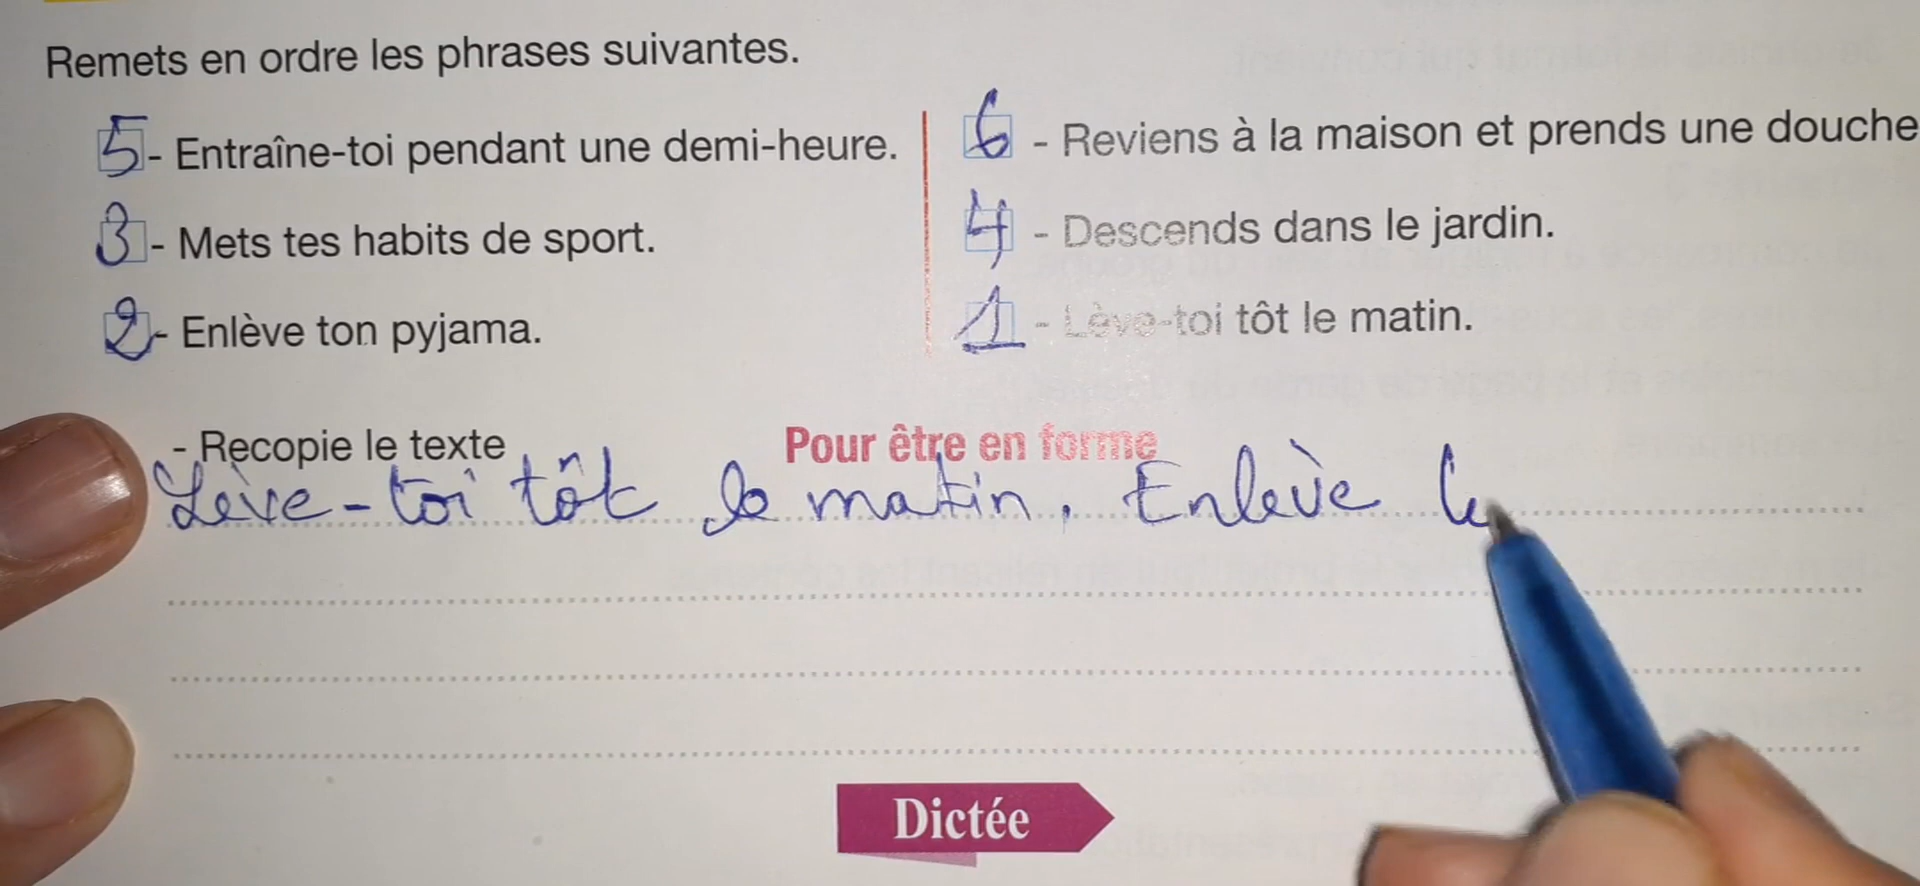 Remets en ordre les phrases suivantes.
5 - Entraîne-toi pendant une demi-heure.
3 - Mets tes habits de sport.
2 - Enlève ton pyjama.
6 - Reviens à la maison et prends une douche
4 - Descends dans le jardin.
1 - Lève-toi tôt le matin.
- Recopie le texte
Pour être en forme
Lève-toi tôt le matin. Enlève
Dictée